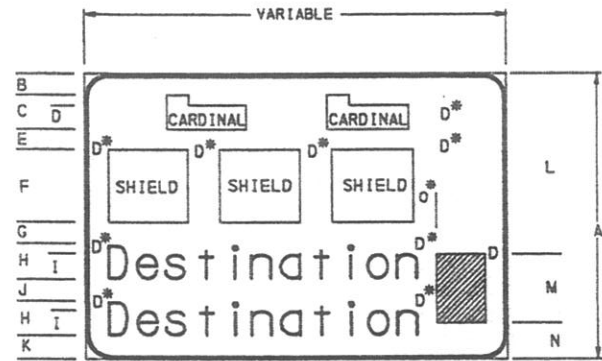 VARIABLE
B
C D CARDINAL CARDINAL D*
E D*
D* D* D*
F SHIELD SHIELD SHIELD L
O*
G A
D* D* D
H I Destination
J M
D* D*
H I Destination
K N